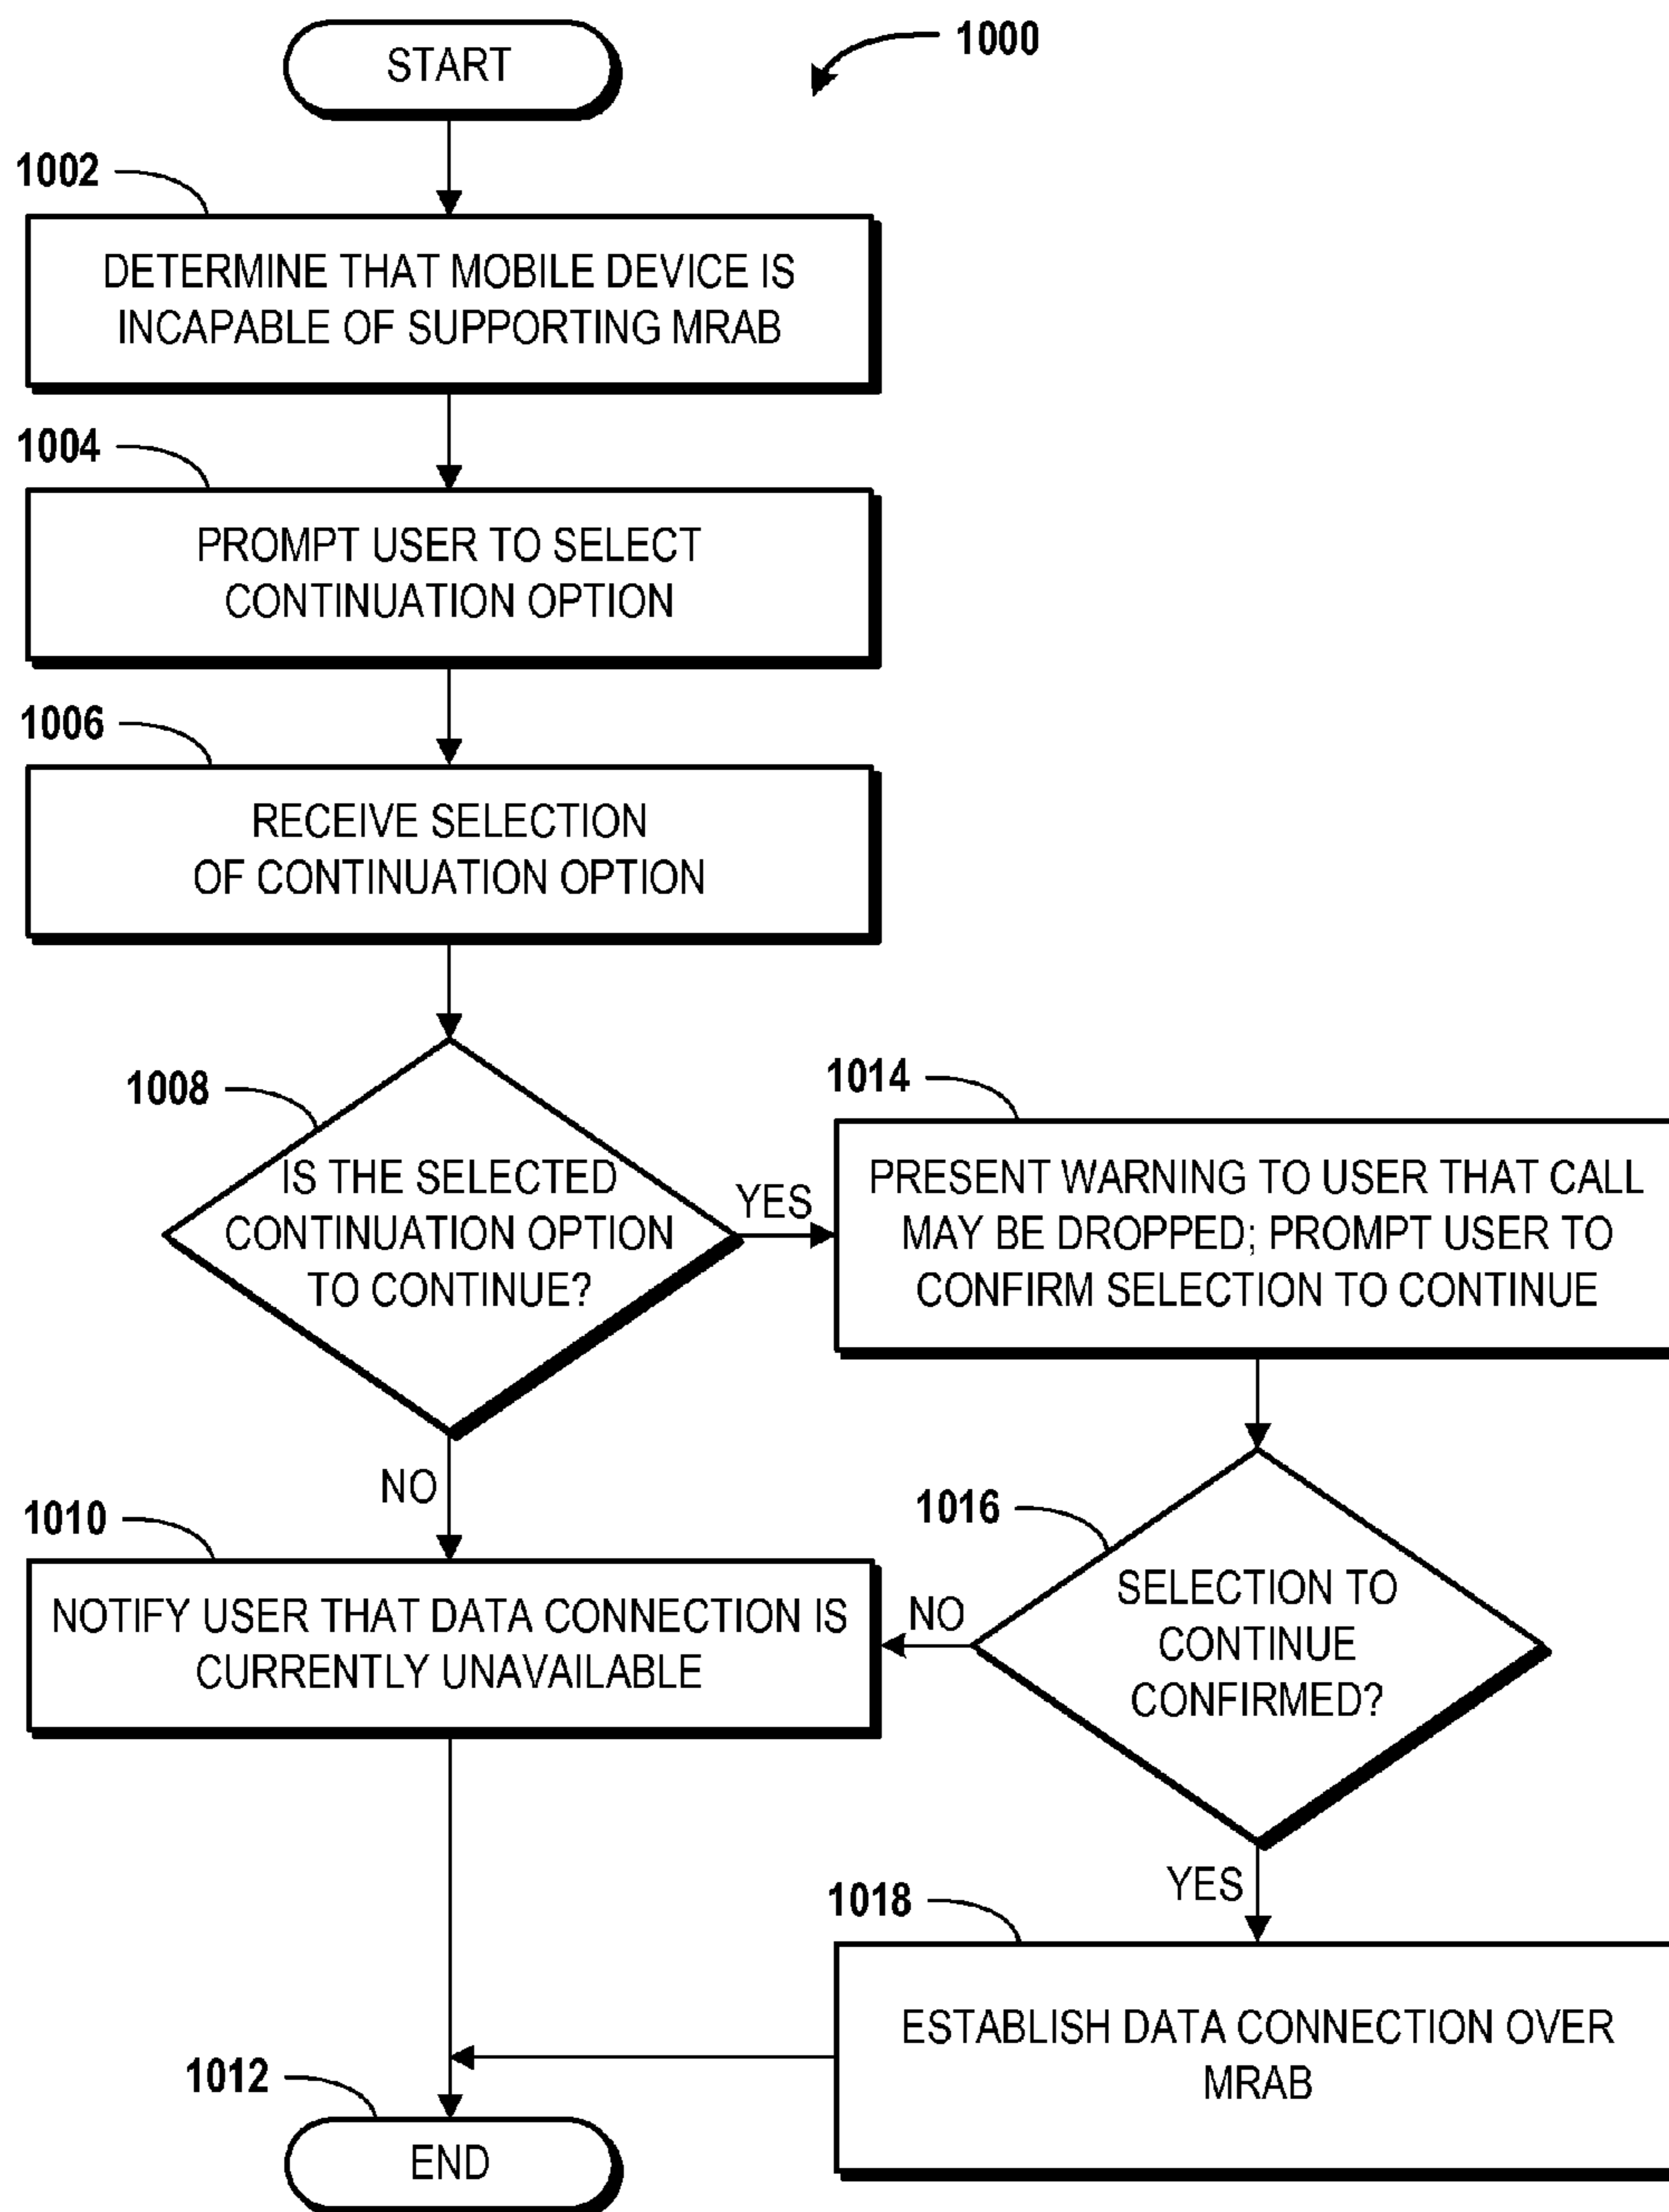 START
1000
1002
DETERMINE THAT MOBILE DEVICE IS
INCAPABLE OF SUPPORTING MRAB
1004
PROMPT USER TO SELECT
CONTINUATION OPTION
1006
RECEIVE SELECTION
OF CONTINUATION OPTION
1008
IS THE SELECTED
CONTINUATION OPTION
TO CONTINUE?
YES
NO
1014
PRESENT WARNING TO USER THAT CALL
MAY BE DROPPED; PROMPT USER TO
CONFIRM SELECTION TO CONTINUE
1010
NOTIFY USER THAT DATA CONNECTION IS
CURRENTLY UNAVAILABLE
1016
SELECTION TO
CONTINUE
CONFIRMED?
NO
YES
1018
ESTABLISH DATA CONNECTION OVER
MRAB
1012
END